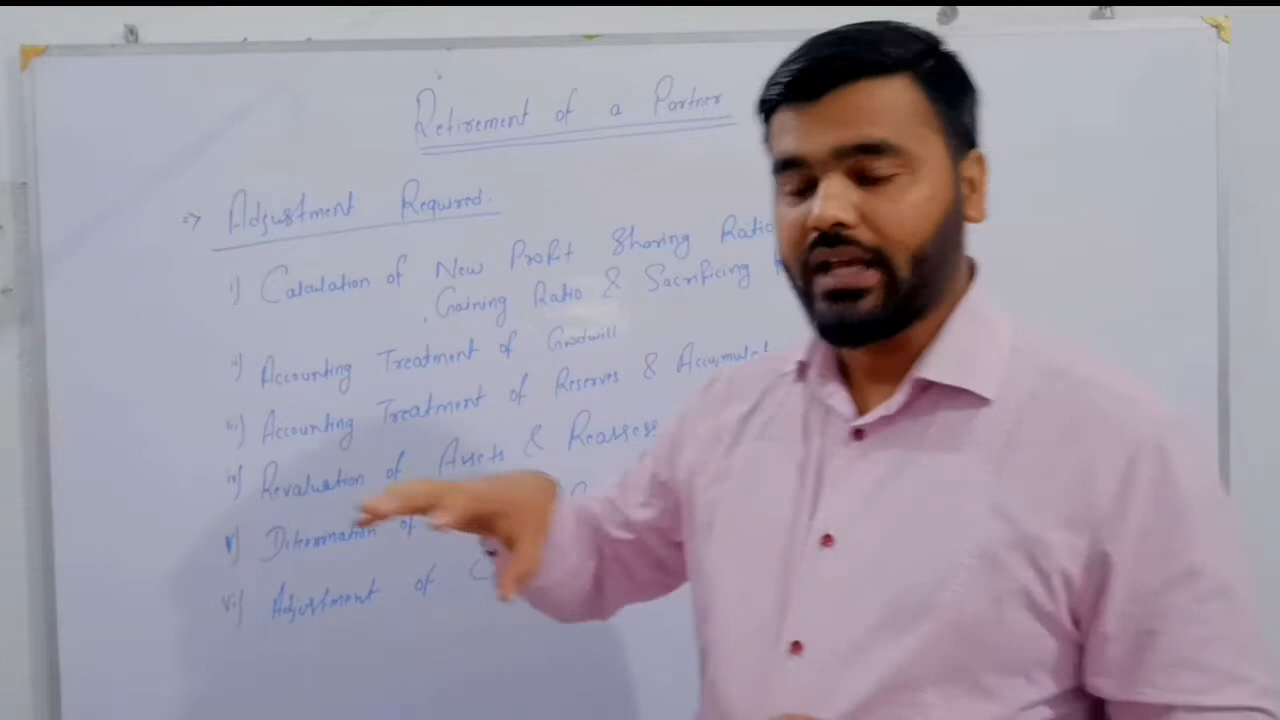 Retirement of a Partner
=> Adjustment Required.
i) Calculation of New Profit Sharing Ratio
Gaining Ratio & Sacrificing
ii) Accounting Treatment of Goodwill
iii) Accounting Treatment of Reserves & Accumulat
iv) Revaluation of Assets & Reassess
v) Determination of
vi) Adjustment of C